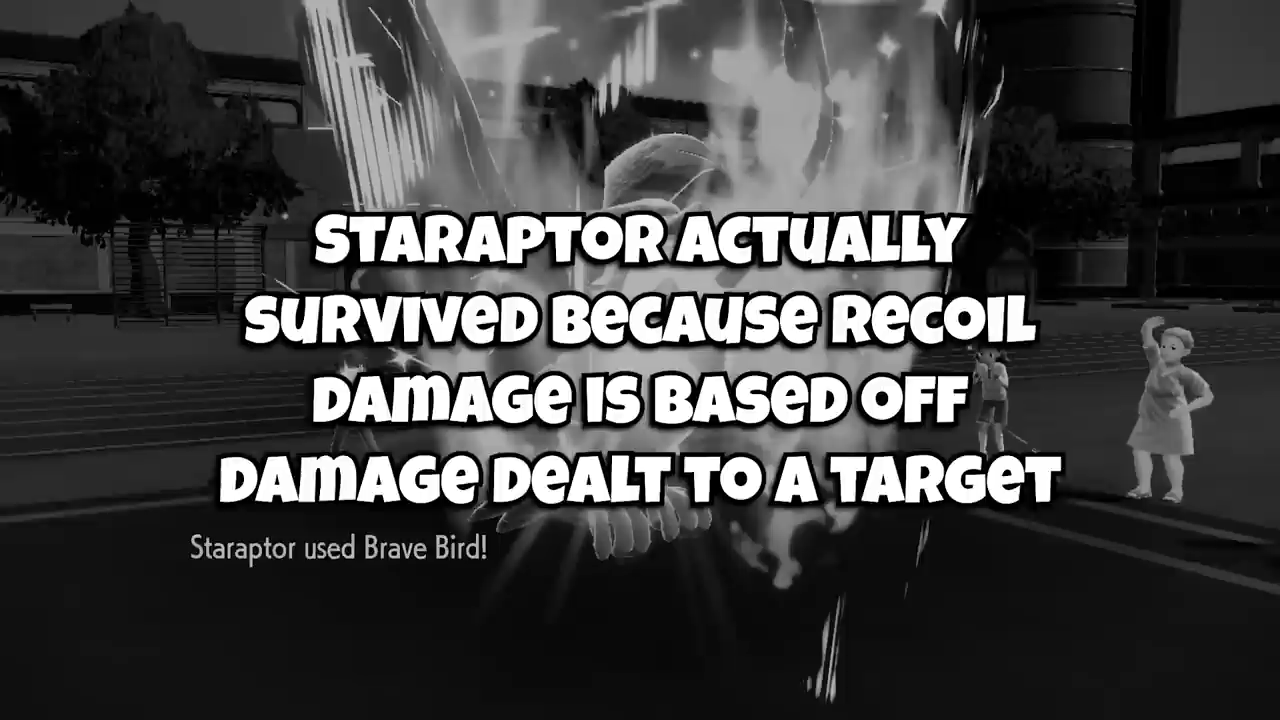 STARAPTOR ACTUALLY
SURVIVED BECAUSE RECOIL
DAMAGE IS BASED OFF
DAMAGE DEALT TO A TARGET
Staraptor used Brave Bird!